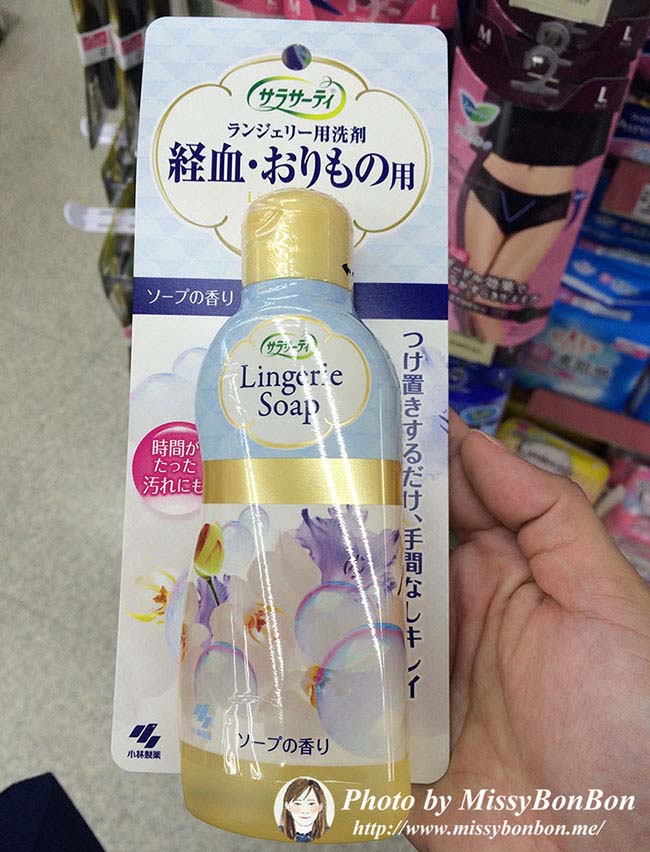 サラサーティ
ランジェリー用洗剤
経血・おりもの用
ソープの香り
サラサーティ
Lingerie
Soap
時間が
たった
汚れにも
つけ置きするだけ、手間なしキレイ
小林製薬
小林製薬
ソープの香り
M
L
L
Photo by MissyBonBon
http://www.missybonbon.me/